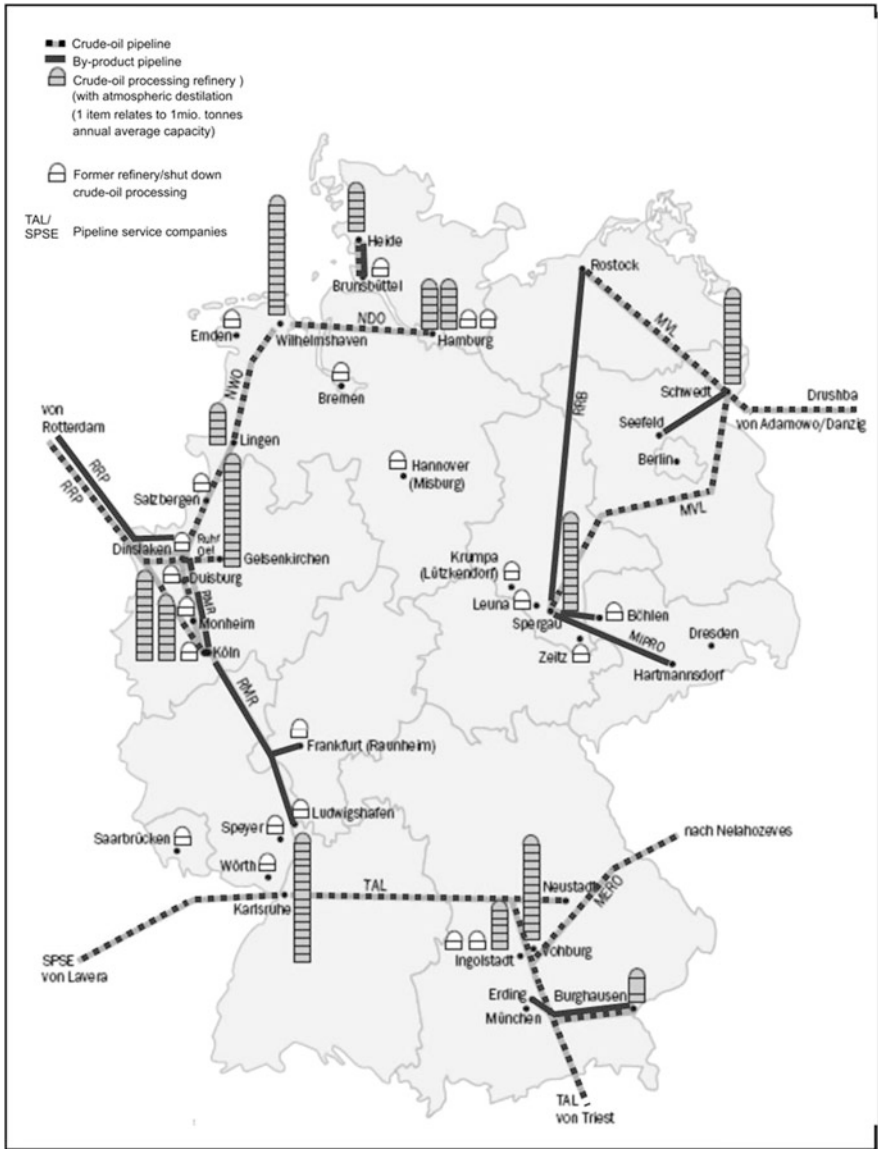 Crude-oil pipeline
By-product pipeline
Crude-oil processing refinery )
(with atmospheric destilation
(1 item relates to 1mio. tonnes
annual average capacity)
Former refinery/shut down
crude-oil processing
TAL/
SPSE
Pipeline service companies
Heide
Brunsbüttel
Rostock
NDO
MVL
Emden
Wilhelmshaven
Hamburg
Bremen
NWO
RRB
Schwedt
Drushba
von Adamowo/Danzig
Seefeld
Berlin
von
Rotterdam
Lingen
RRP
RRP
Hannover
(Misburg)
Salzbergen
MVL
Dinslaken
Ruhr
Oel
Gelsenkirchen
Duisburg
Krumpa
(Lützkendorf)
Leuna
Spergau
Böhlen
RMR
Monheim
MIPRO
Dresden
Zeitz
Köln
Hartmannsdorf
RMR
Frankfurt (Raunheim)
Ludwigshafen
Speyer
Saarbrücken
nach Nelahozeves
Wörth
TAL
Neustadt
MERO
Karlsruhe
Vohburg
Ingolstadt
SPSE
von Lavera
Erding
Burghausen
München
TAL
von Triest